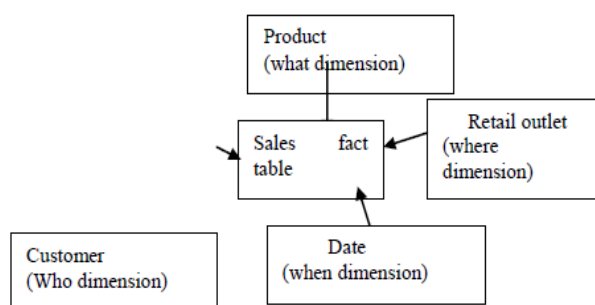 Product
(what dimension)
Sales fact
table
Retail outlet
(where
dimension)
Customer
(Who dimension)
Date
(when dimension)